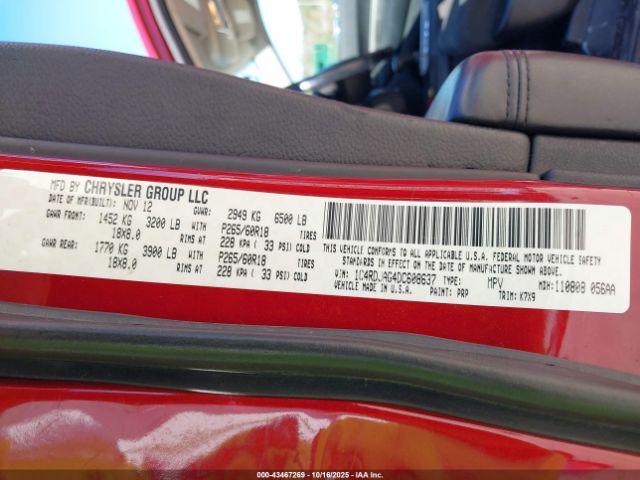 MFD BY CHRYSLER GROUP LLC
DATE OF MFR(BUILT): NOV 12 GVWR: 2949 KG 6500 LB
GAWR FRONT: 1452 KG 3200 LB WITH P265/60R18 TIRES
18X8.0 RIMS AT 228 KPA ( 33 PSI) COLD
GAWR REAR: 1770 KG 3900 LB WITH P265/60R18 TIRES
18X8.0 RIMS AT 228 KPA ( 33 PSI) COLD
THIS VEHICLE CONFORMS TO ALL APPLICABLE U.S.A. FEDERAL MOTOR VEHICLE SAFETY
STANDARDS IN EFFECT ON THE DATE OF MANUFACTURE SHOWN ABOVE.
VIN: 1C4RDJAG4DC608637 TYPE: MPV MDH: 110808 056AA
VEHICLE MADE IN U.S.A. PAINT: PRP TRIM: K7X9
000-43467269 - 10/16/2025 - IAAI.COM